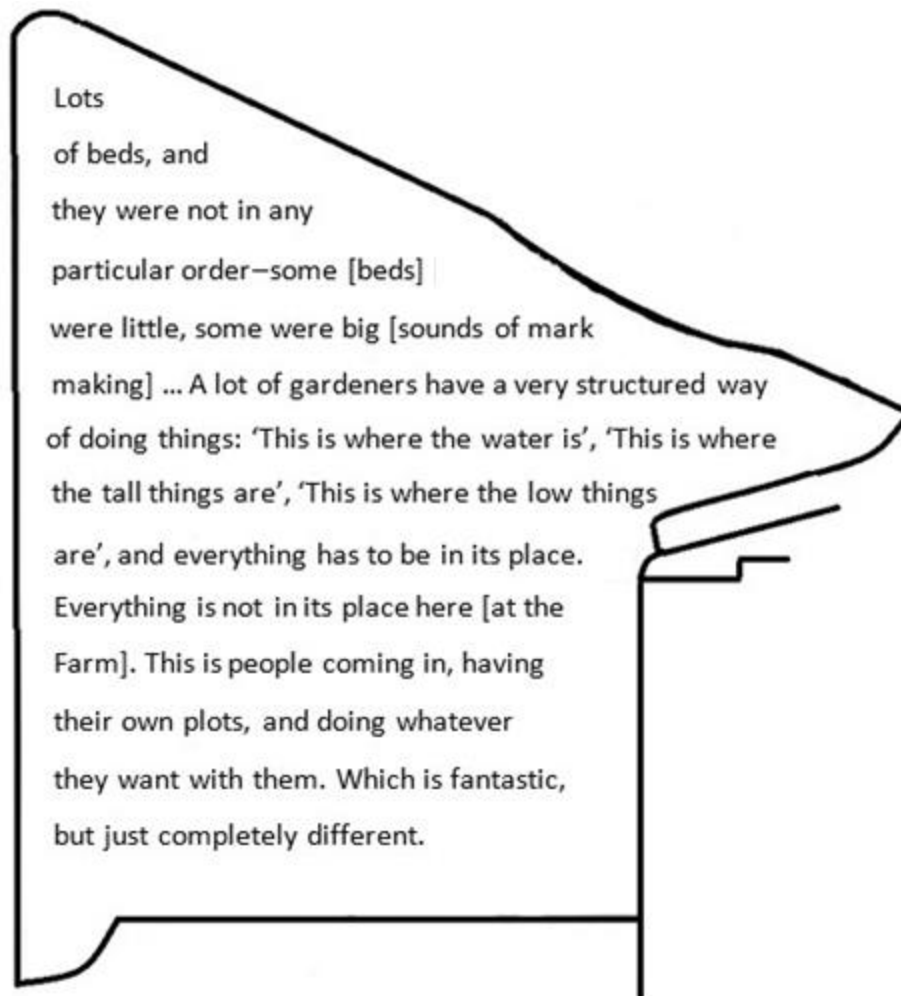 Lots
of beds, and
they were not in any
particular order–some [beds]
were little, some were big [sounds of mark
making] ... A lot of gardeners have a very structured way
of doing things: ‘This is where the water is’, ‘This is where
the tall things are’, ‘This is where the low things
are’, and everything has to be in its place.
Everything is not in its place here [at the
Farm]. This is people coming in, having
their own plots, and doing whatever
they want with them. Which is fantastic,
but just completely different.